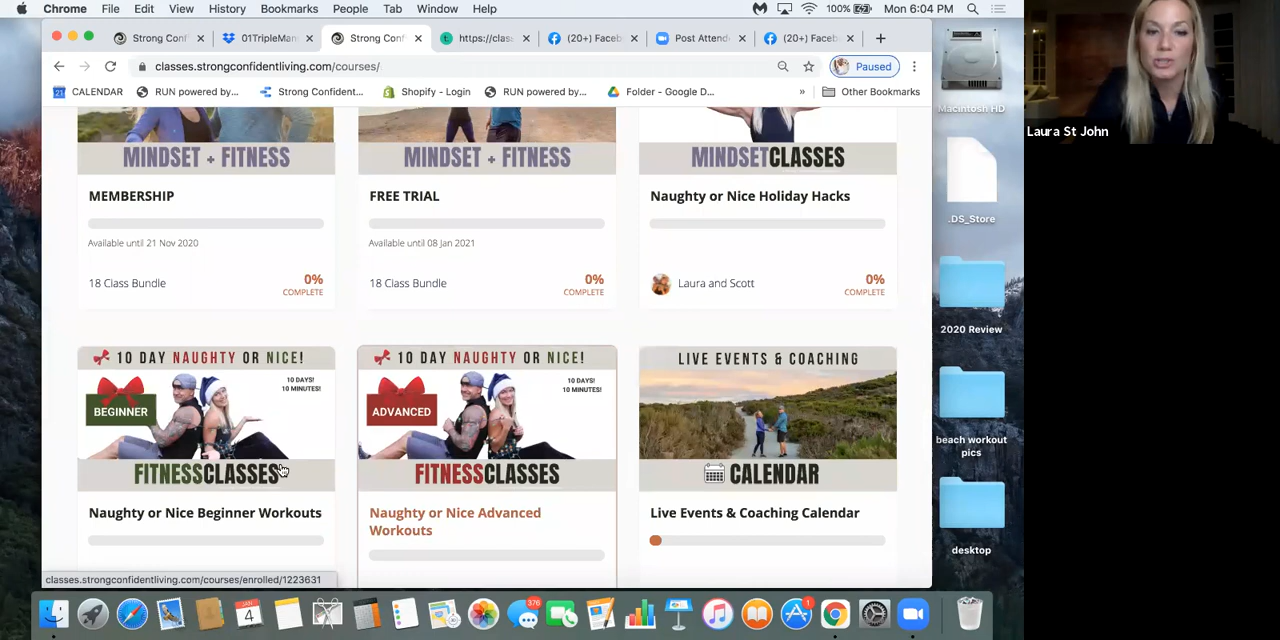 Chrome File Edit View History Bookmarks People Tab Window Help 100% Mon 6:04 PM
Strong Conf 01TripleMar Strong Conf https://clas (20+) Faceb Post Attend (20+) Faceb
classes.strongconfidentliving.com/courses/ Paused
31 CALENDAR RUN powered by... Strong Confident... Shopify - Login RUN powered by... Folder - Google D... » Other Bookmarks
MINDSET + FITNESS
MEMBERSHIP
Available until 21 Nov 2020
18 Class Bundle 0%
COMPLETE
MINDSET + FITNESS
FREE TRIAL
Available until 08 Jan 2021
18 Class Bundle 0%
COMPLETE
MINDSETCLASSES
Naughty or Nice Holiday Hacks
Laura and Scott 0%
COMPLETE
10 DAY NAUGHTY OR NICE!
10 DAYS!
10 MINUTES!
BEGINNER
FITNESSCLASSES
Naughty or Nice Beginner Workouts
10 DAY NAUGHTY OR NICE!
10 DAYS!
10 MINUTES!
ADVANCED
FITNESSCLASSES
Naughty or Nice Advanced
Workouts
LIVE EVENTS & COACHING
CALENDAR
Live Events & Coaching Calendar
classes.strongconfidentliving.com/courses/enrolled/1223631
Macintosh HD
.DS_Store
2020 Review
beach workout
pics
desktop
Laura St John
JAN
4
376
1